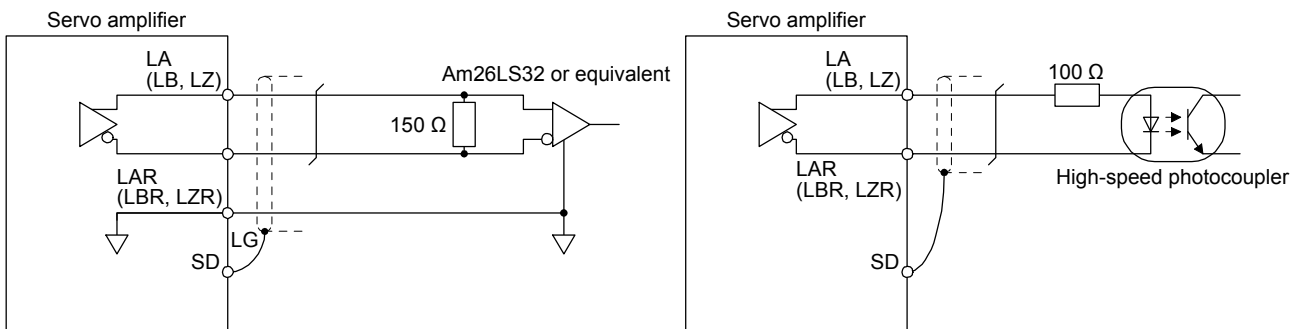 Servo amplifier
LA
(LB, LZ)
Am26LS32 or equivalent
150 Ω
LAR
(LBR, LZR)
LG
SD
Servo amplifier
LA
(LB, LZ)
100 Ω
LAR
(LBR, LZR)
High-speed photocoupler
SD